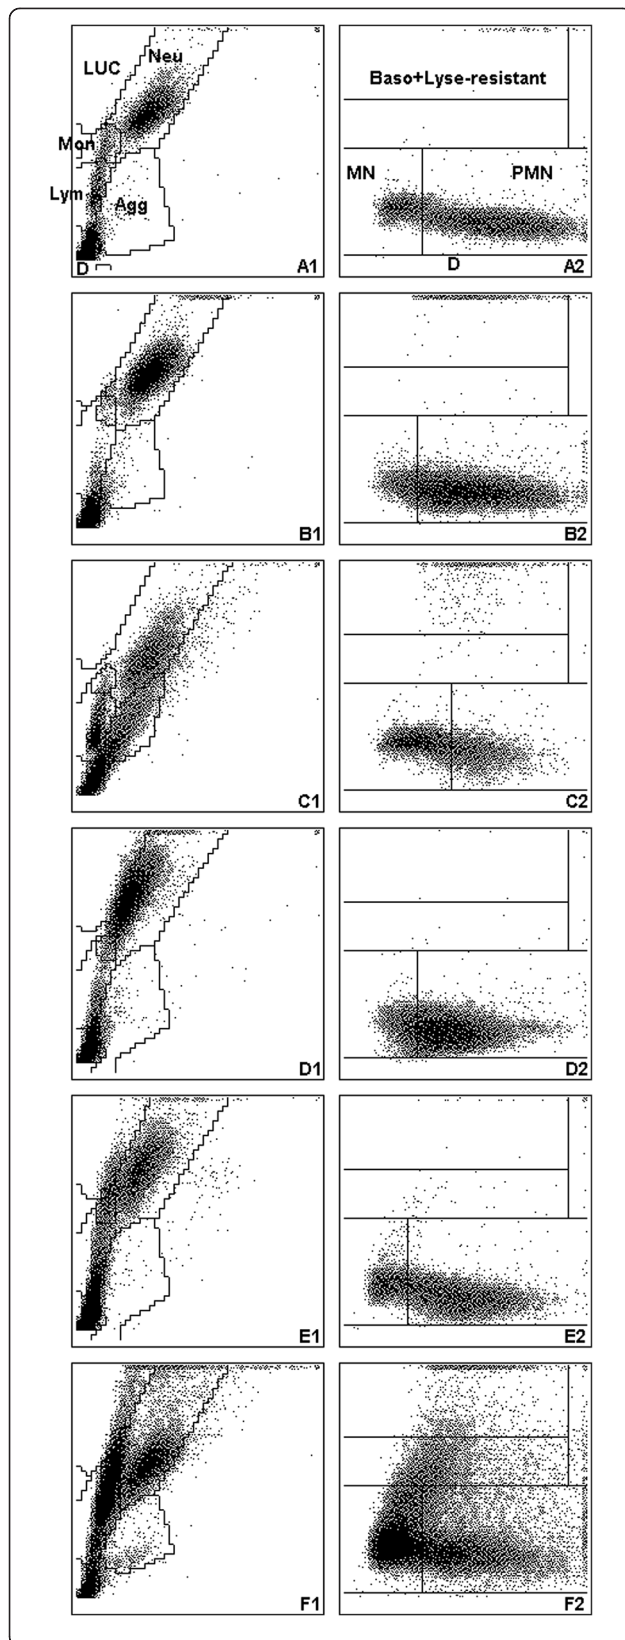 LUC Neu
Mon
Lym
Agg
D
A1
Baso+Lyse-resistant
MN PMN
D
A2
B1
B2
C1
C2
D1
D2
E1
E2
F1
F2